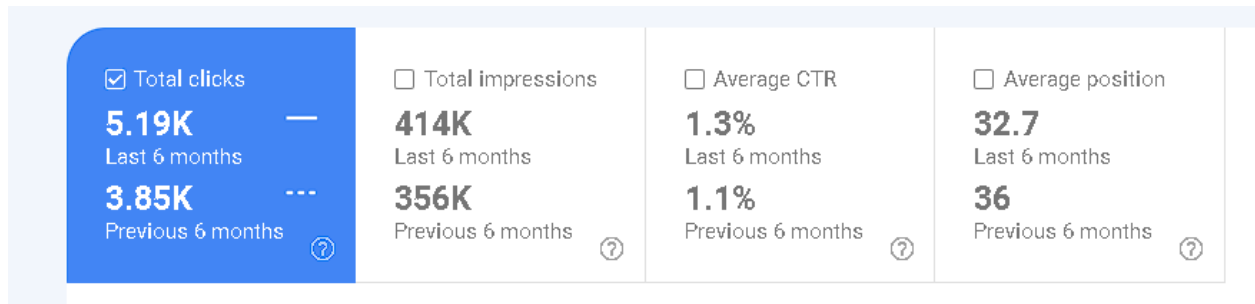 Total clicks
5.19K
Last 6 months
3.85K
Previous 6 months
Total impressions
414K
Last 6 months
356K
Previous 6 months
Average CTR
1.3%
Last 6 months
1.1%
Previous 6 months
Average position
32.7
Last 6 months
36
Previous 6 months